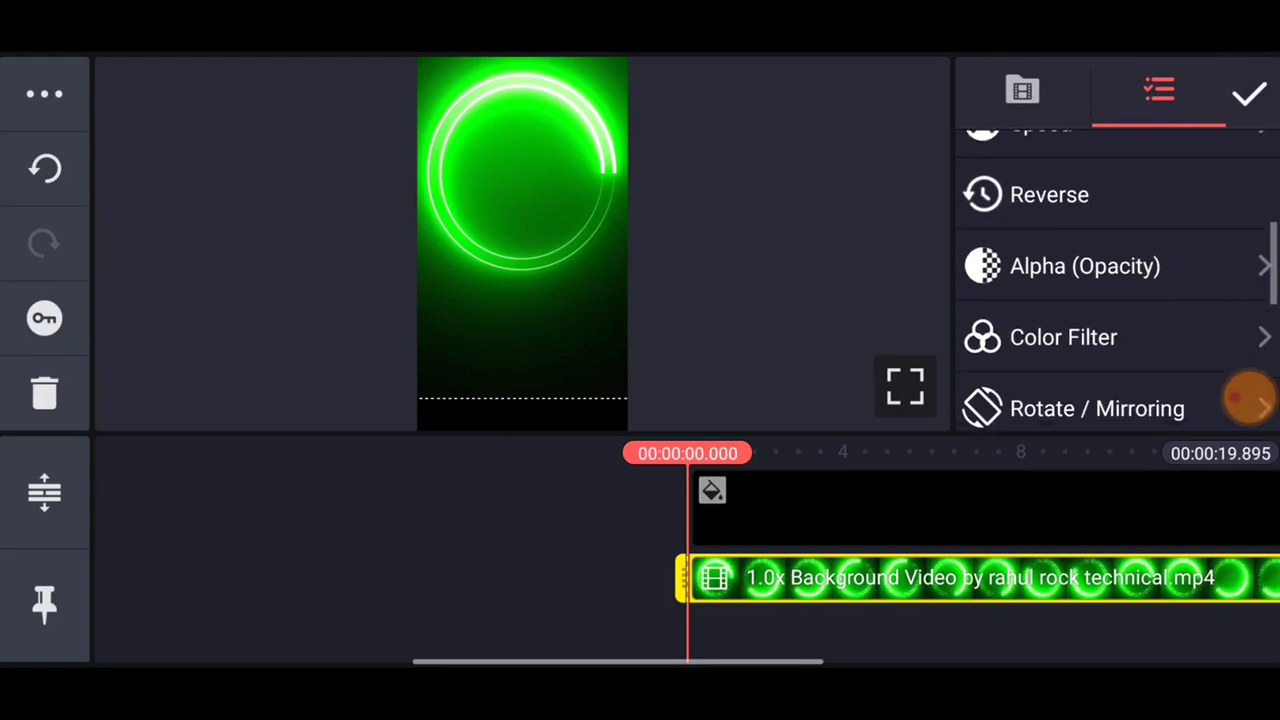 Speed
Reverse
Alpha (Opacity)
Color Filter
Rotate / Mirroring
00:00:00.000
4
8
00:00:19.895
1.0x Background Video by rahul rock technical.mp4